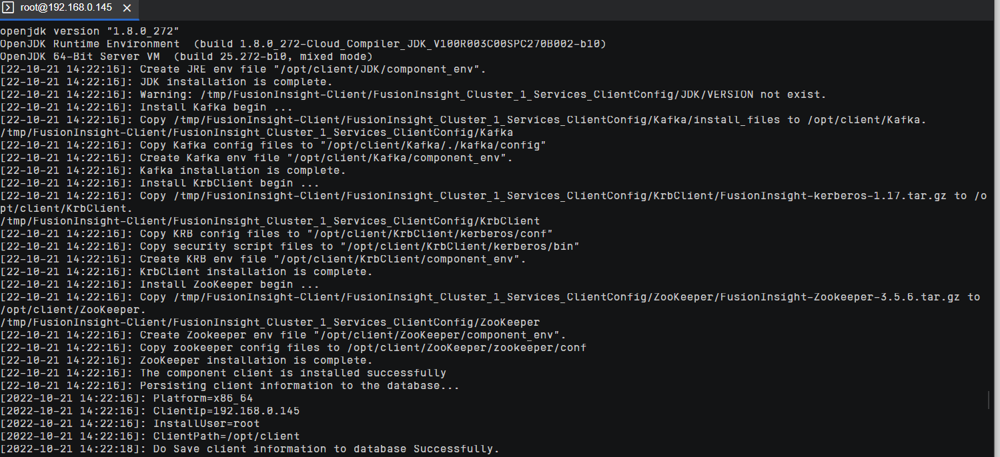 root@192.168.0.145
openjdk version "1.8.0_272"
OpenJDK Runtime Environment (build 1.8.0_272-Cloud_Compiler_JDK_V100R003C00SPC270B002-b10)
OpenJDK 64-Bit Server VM (build 25.272-b10, mixed mode)
[22-10-21 14:22:16]: Create JRE env file "/opt/client/JDK/component_env".
[22-10-21 14:22:16]: JDK installation is complete.
[22-10-21 14:22:16]: Warning: /tmp/FusionInsight-Client/FusionInsight_Cluster_1_Services_ClientConfig/JDK/VERSION not exist.
[22-10-21 14:22:16]: Install Kafka begin ...
[22-10-21 14:22:16]: Copy /tmp/FusionInsight-Client/FusionInsight_Cluster_1_Services_ClientConfig/Kafka/install_files to /opt/client/Kafka.
/tmp/FusionInsight-Client/FusionInsight_Cluster_1_Services_ClientConfig/Kafka
[22-10-21 14:22:16]: Copy Kafka config files to "/opt/client/Kafka/./kafka/config"
[22-10-21 14:22:16]: Create Kafka env file "/opt/client/Kafka/component_env".
[22-10-21 14:22:16]: Kafka installation is complete.
[22-10-21 14:22:16]: Install KrbClient begin ...
[22-10-21 14:22:16]: Copy /tmp/FusionInsight-Client/FusionInsight_Cluster_1_Services_ClientConfig/KrbClient/FusionInsight-kerberos-1.17.tar.gz to /o
pt/client/KrbClient.
/tmp/FusionInsight-Client/FusionInsight_Cluster_1_Services_ClientConfig/KrbClient
[22-10-21 14:22:16]: Copy KRB config files to "/opt/client/KrbClient/kerberos/conf"
[22-10-21 14:22:16]: Copy security script files to "/opt/client/KrbClient/kerberos/bin"
[22-10-21 14:22:16]: Create KRB env file "/opt/client/KrbClient/component_env".
[22-10-21 14:22:16]: KrbClient installation is complete.
[22-10-21 14:22:16]: Install ZooKeeper begin ...
[22-10-21 14:22:16]: Copy /tmp/FusionInsight-Client/FusionInsight_Cluster_1_Services_ClientConfig/ZooKeeper/FusionInsight-Zookeeper-3.5.6.tar.gz to
/opt/client/ZooKeeper.
/tmp/FusionInsight-Client/FusionInsight_Cluster_1_Services_ClientConfig/ZooKeeper
[22-10-21 14:22:16]: Create Zookeeper env file "/opt/client/ZooKeeper/component_env".
[22-10-21 14:22:16]: Copy zookeeper config files to /opt/client/ZooKeeper/zookeeper/conf
[22-10-21 14:22:16]: ZooKeeper installation is complete.
[22-10-21 14:22:16]: The component client is installed successfully
[22-10-21 14:22:16]: Persisting client information to the database...
[2022-10-21 14:22:16]: Platform=x86_64
[2022-10-21 14:22:16]: ClientIp=192.168.0.145
[2022-10-21 14:22:16]: InstallUser=root
[2022-10-21 14:22:16]: ClientPath=/opt/client
[2022-10-21 14:22:18]: Do Save client information to database Successfully.